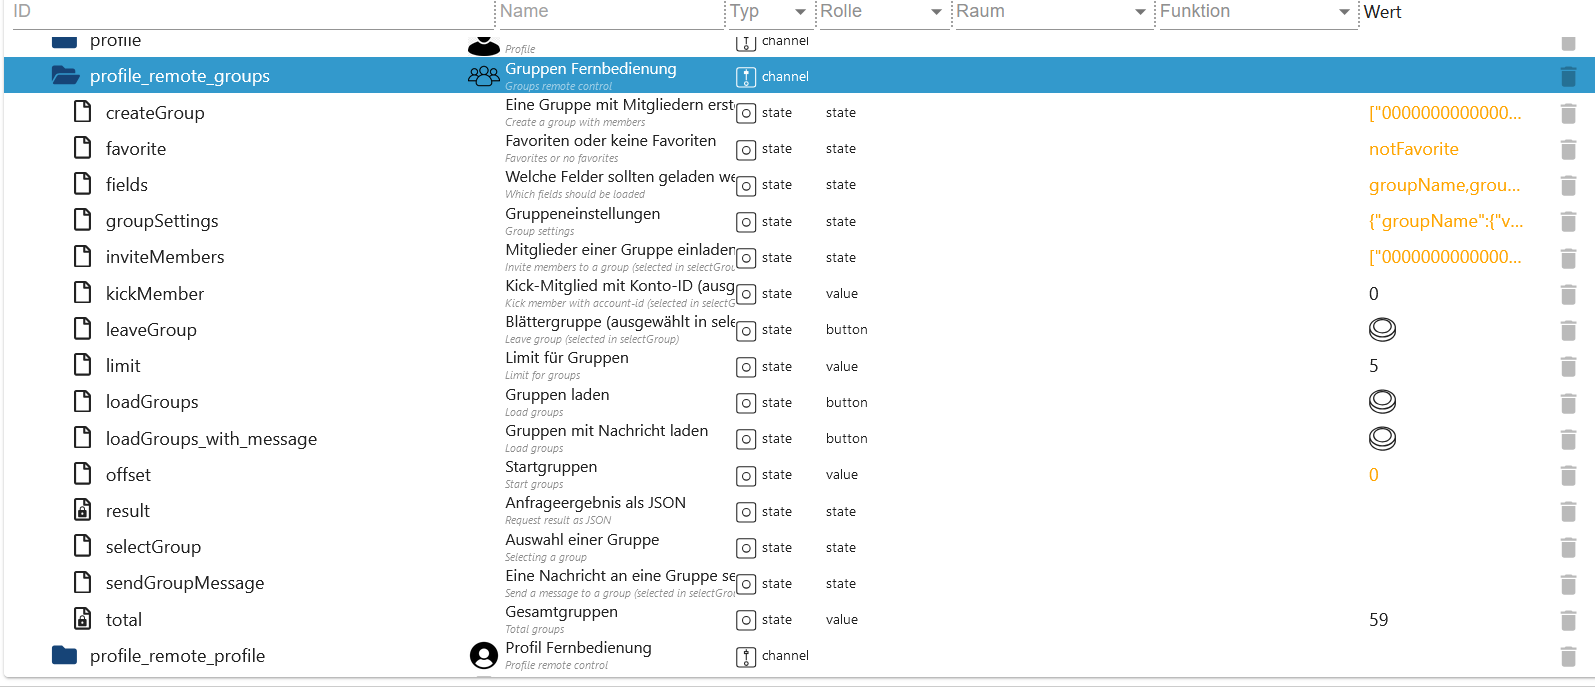 ID Name Typ Rolle Raum Funktion Wert
profile Profile channel
profile_remote_groups Gruppen Fernbedienung channel
Groups remote control
createGroup Eine Gruppe mit Mitgliedern erste state state ["0000000000000...
Create a group with members
favorite Favoriten oder keine Favoriten state state notFavorite
Favorites or no favorites
fields Welche Felder sollten geladen we state state groupName,grou...
Which fields should be loaded
groupSettings Gruppeneinstellungen state state {"groupName":{"v...
Group settings
inviteMembers Mitglieder einer Gruppe einladen state state ["0000000000000...
Invite members to a group (selected in selectGrou
kickMember Kick-Mitglied mit Konto-ID (ausg state value 0
Kick member with account-id (selected in selectG
leaveGroup Blättergruppe (ausgewählt in sele state button
Leave group (selected in selectGroup)
limit Limit für Gruppen state value 5
Limit for groups
loadGroups Gruppen laden state button
Load groups
loadGroups_with_message Gruppen mit Nachricht laden state button
Load groups
offset Startgruppen state value 0
Start groups
result Anfrageergebnis als JSON state state
Request result as JSON
selectGroup Auswahl einer Gruppe state state
Selecting a group
sendGroupMessage Eine Nachricht an eine Gruppe se state state
Send a message to a group (selected in selectGrou
total Gesamtgruppen state value 59
Total groups
profile_remote_profile Profil Fernbedienung channel
Profile remote control